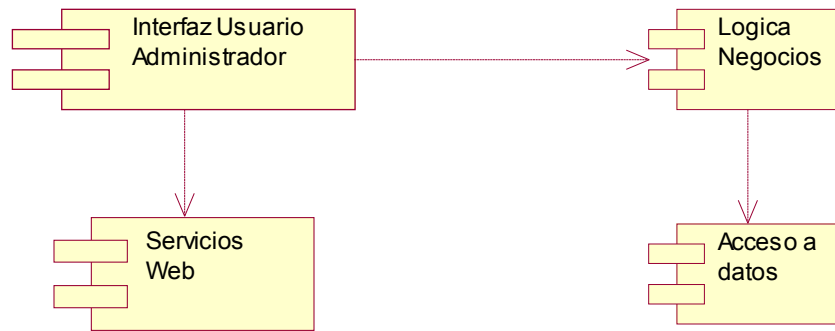 Interfaz Usuario
Administrador
Logica
Negocios
Servicios
Web
Acceso a
datos